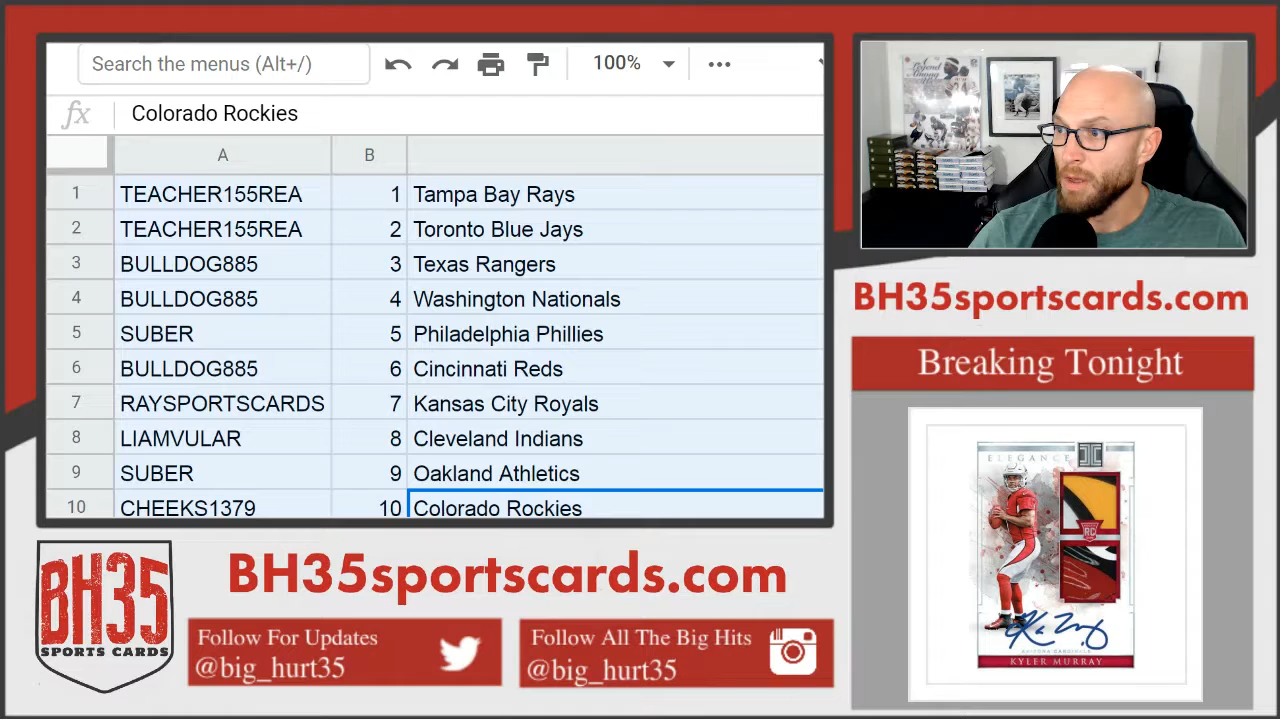 Search the menus (Alt+/)
100%
fx
Colorado Rockies
A B
1 TEACHER155REA 1 Tampa Bay Rays
2 TEACHER155REA 2 Toronto Blue Jays
3 BULLDOG885 3 Texas Rangers
4 BULLDOG885 4 Washington Nationals
5 SUBER 5 Philadelphia Phillies
6 BULLDOG885 6 Cincinnati Reds
7 RAYSPORTSCARDS 7 Kansas City Royals
8 LIAMVULAR 8 Cleveland Indians
9 SUBER 9 Oakland Athletics
10 CHEEKS1379 10 Colorado Rockies
BH35sportscards.com
Breaking Tonight
ELEGANCE
RC
ARIZONA CARDINALS
KYLER MURRAY
BH35
SPORTS CARDS
BH35sportscards.com
Follow For Updates
@big_hurt35
Follow All The Big Hits
@big_hurt35